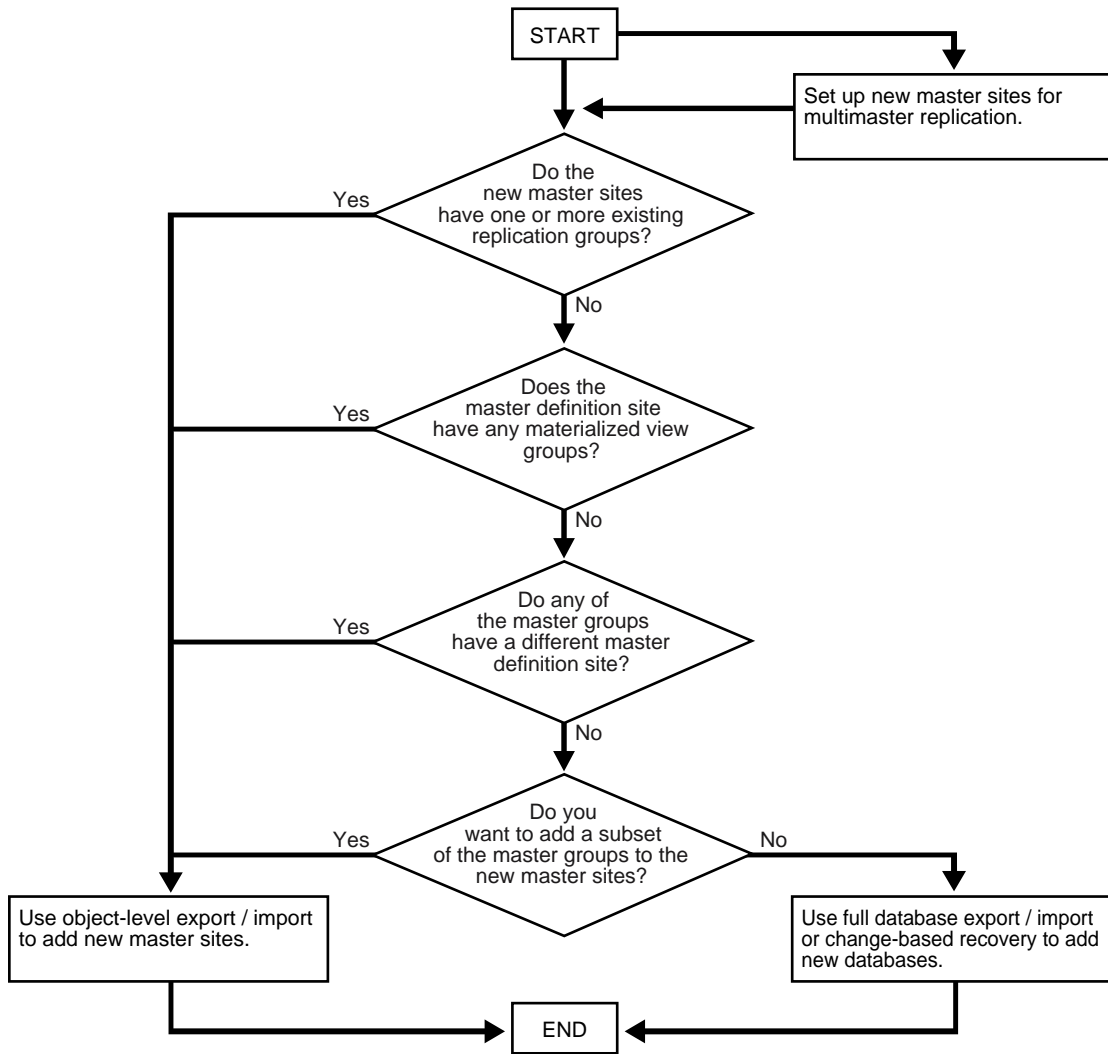 START
Set up new master sites for
multimaster replication.
Do the
new master sites
have one or more existing
replication groups?
Yes
No
Does the
master definition site
have any materialized view
groups?
Yes
No
Do any of
the master groups
have a different master
definition site?
Yes
No
Do you
want to add a subset
of the master groups to the
new master sites?
Yes
No
Use object-level export / import
to add new master sites.
Use full database export / import
or change-based recovery to add
new databases.
END